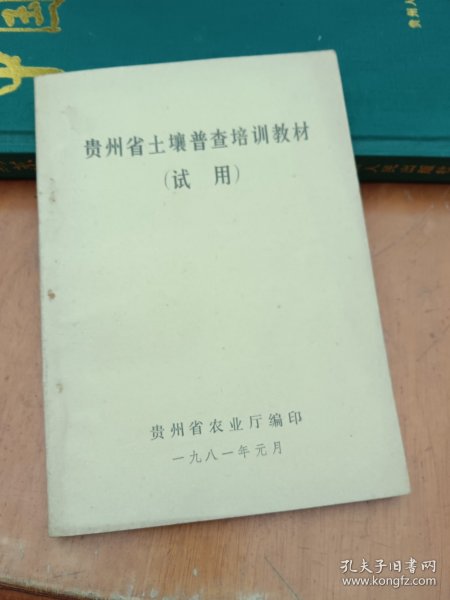 贵州省土壤普查培训教材
(试用)
贵州省农业厅编印
一九八一年元月
孔夫子旧书网
www.kongfz.com